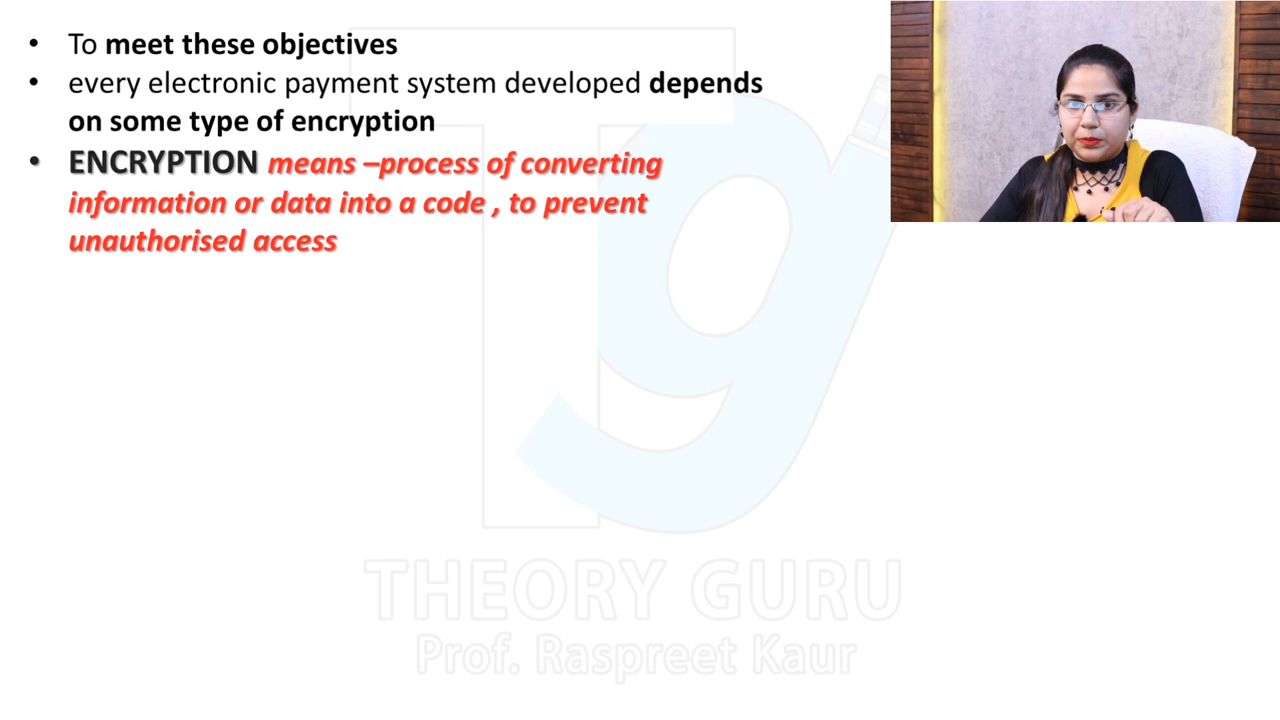 • To meet these objectives
• every electronic payment system developed depends
on some type of encryption
• ENCRYPTION means –process of converting
information or data into a code , to prevent
unauthorised access
Tg
THEORY GURU
Prof. Raspreet Kaur